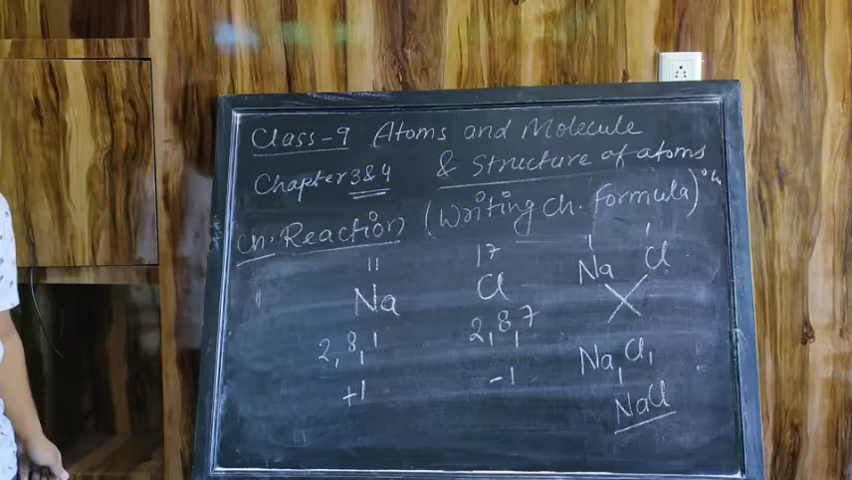 Class-9 Atoms and Molecule
Chapter 3&4 & Structure of atoms
Ch. Reaction (Writing Ch. formula)
11 17 1 1
Na Cl Na Cl
2, 8, 1 2, 8, 7
+1 -1 Na1 Cl1
NaCl